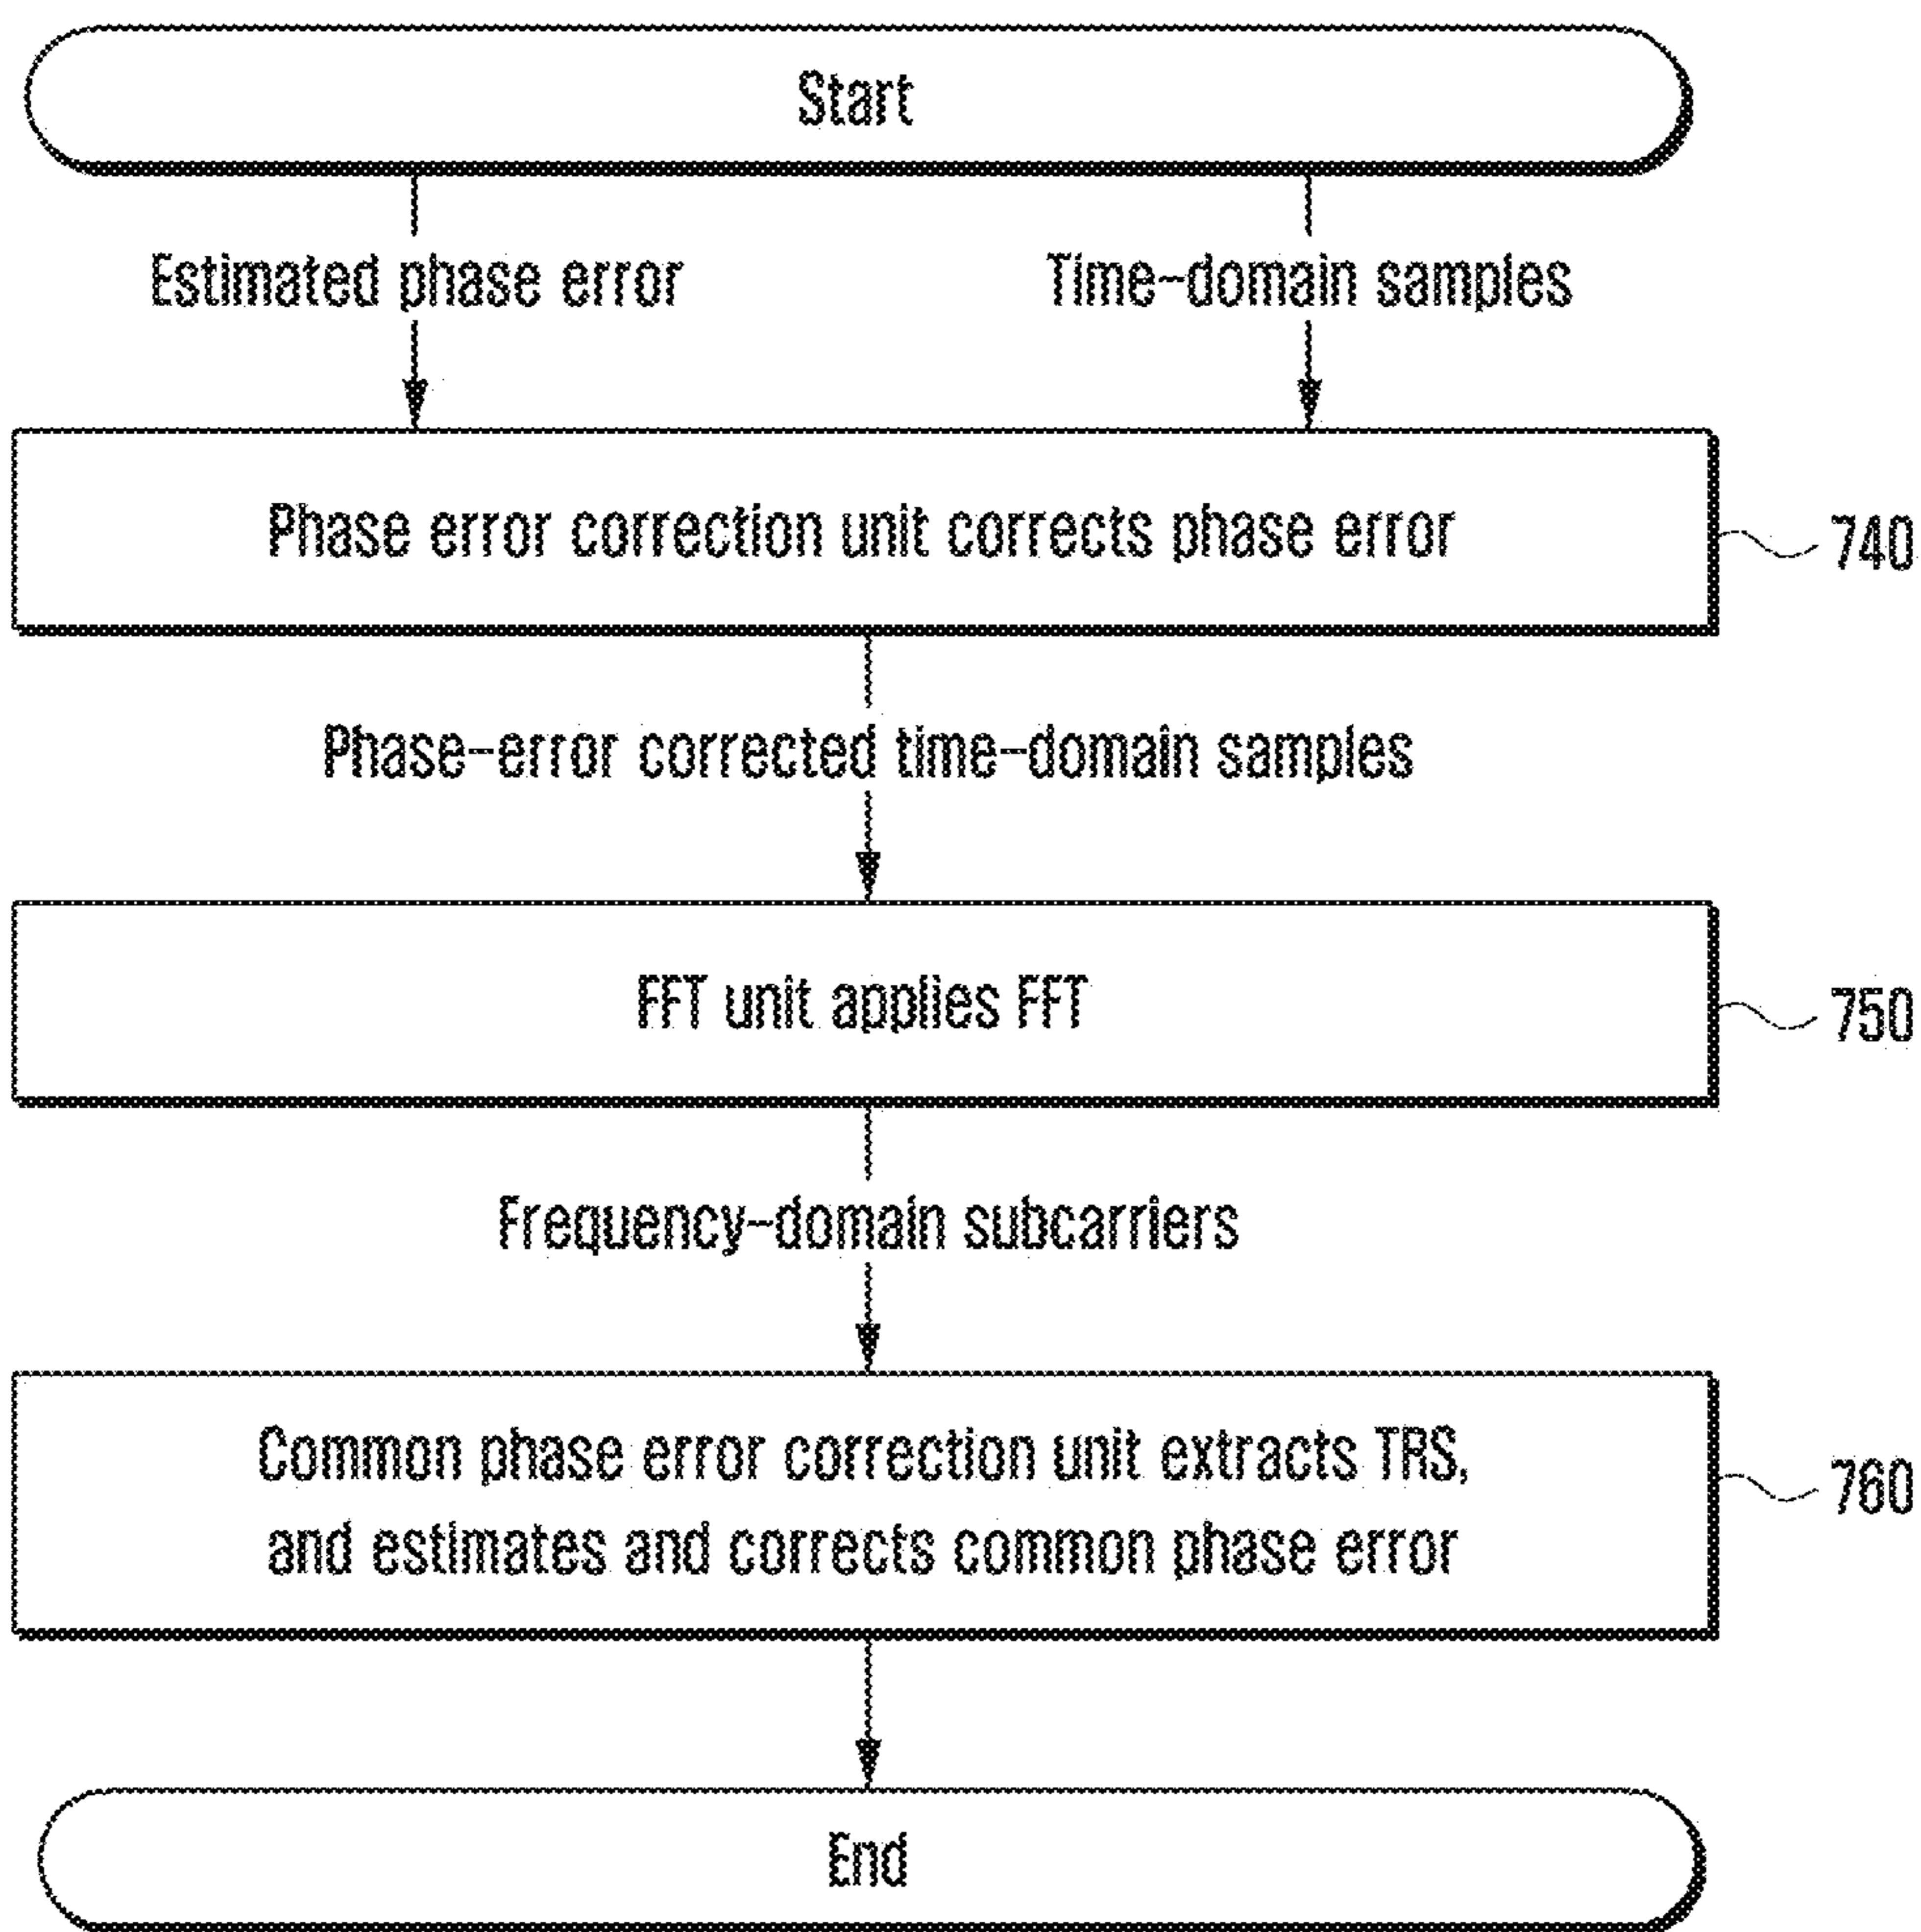 Start
Estimated phase error
Time-domain samples
Phase error correction unit corrects phase error
740
Phase-error corrected time-domain samples
FFT unit applies FFT
750
Frequency-domain subcarriers
Common phase error correction unit extracts TRS,
and estimates and corrects common phase error
760
End